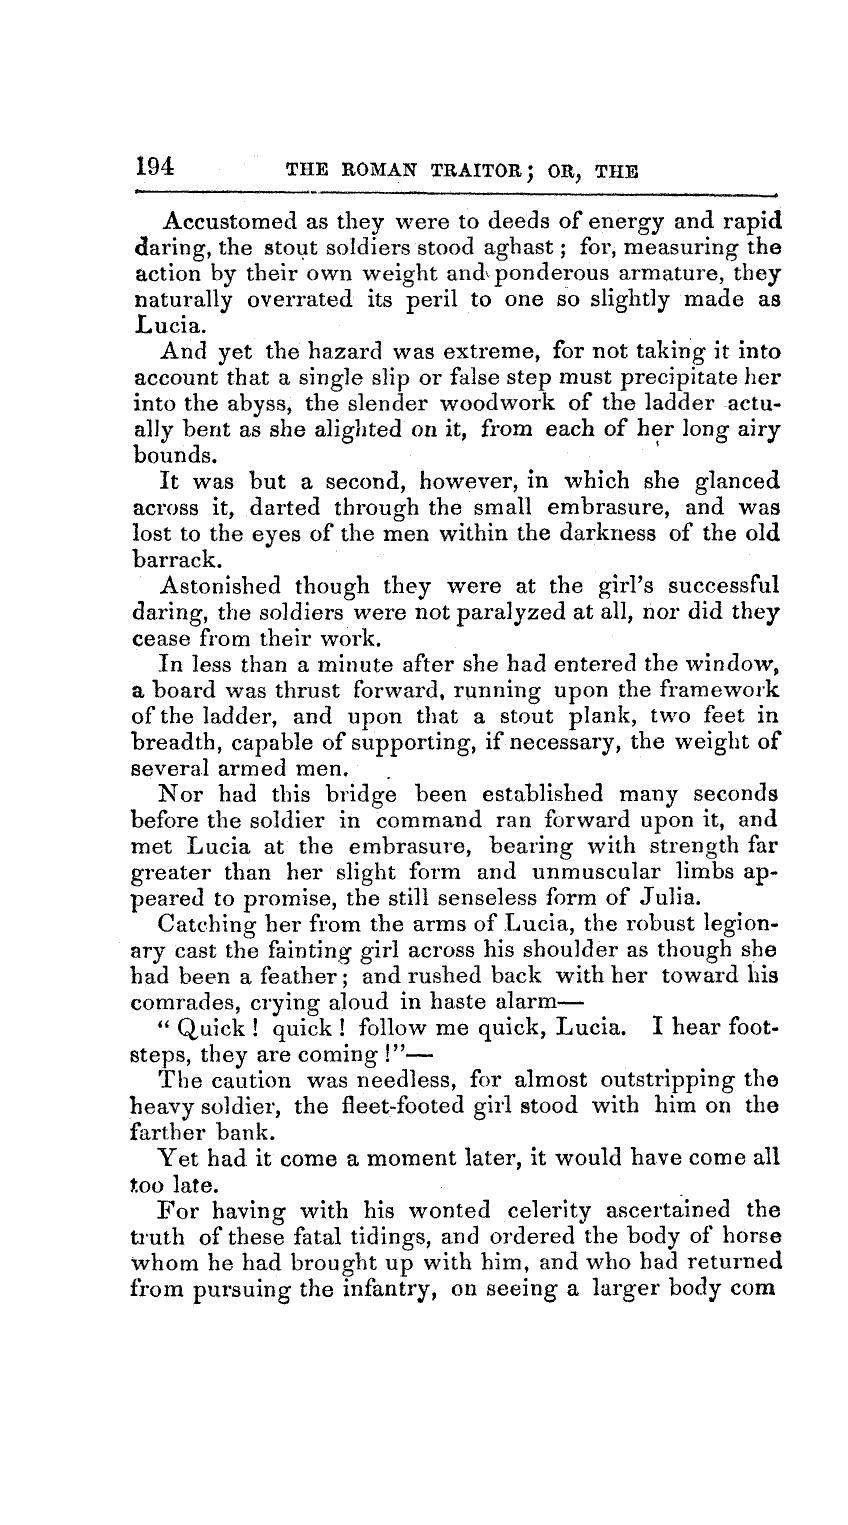 194 THE ROMAN TRAITOR; OR, THE
Accustomed as they were to deeds of energy and rapid
daring, the stout soldiers stood aghast; for, measuring the
action by their own weight and ponderous armature, they
naturally overrated its peril to one so slightly made as
Lucia.
And yet the hazard was extreme, for not taking it into
account that a single slip or false step must precipitate her
into the abyss, the slender woodwork of the ladder actu-
ally bent as she alighted on it, from each of her long airy
bounds.
It was but a second, however, in which she glanced
across it, darted through the small embrasure, and was
lost to the eyes of the men within the darkness of the old
barrack.
Astonished though they were at the girl's successful
daring, the soldiers were not paralyzed at all, nor did they
cease from their work.
In less than a minute after she had entered the window,
a board was thrust forward, running upon the framework
of the ladder, and upon that a stout plank, two feet in
breadth, capable of supporting, if necessary, the weight of
several armed men.
Nor had this bridge been established many seconds
before the soldier in command ran forward upon it, and
met Lucia at the embrasure, bearing with strength far
greater than her slight form and unmuscular limbs ap-
peared to promise, the still senseless form of Julia.
Catching her from the arms of Lucia, the robust legion-
ary cast the fainting girl across his shoulder as though she
had been a feather; and rushed back with her toward his
comrades, crying aloud in haste alarm—
"Quick! quick! follow me quick, Lucia. I hear foot-
steps, they are coming!"—
The caution was needless, for almost outstripping the
heavy soldier, the fleet-footed girl stood with him on the
farther bank.
Yet had it come a moment later, it would have come all
too late.
For having with his wonted celerity ascertained the
truth of these fatal tidings, and ordered the body of horse
whom he had brought up with him, and who had returned
from pursuing the infantry, on seeing a larger body com